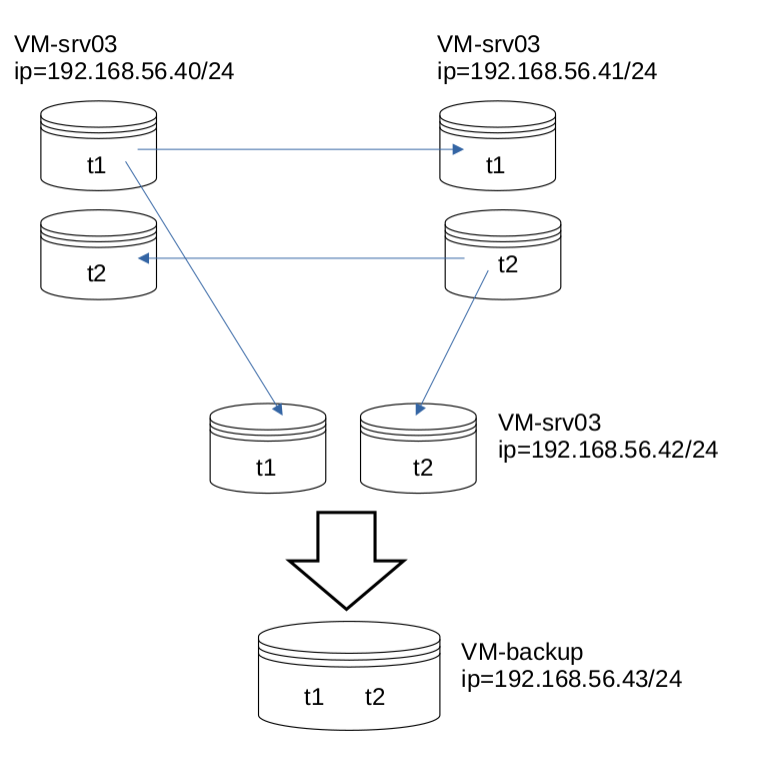 VM-srv03
ip=192.168.56.40/24
VM-srv03
ip=192.168.56.41/24
t1
t1
t2
t2
VM-srv03
ip=192.168.56.42/24
t1
t2
VM-backup
ip=192.168.56.43/24
t1 t2